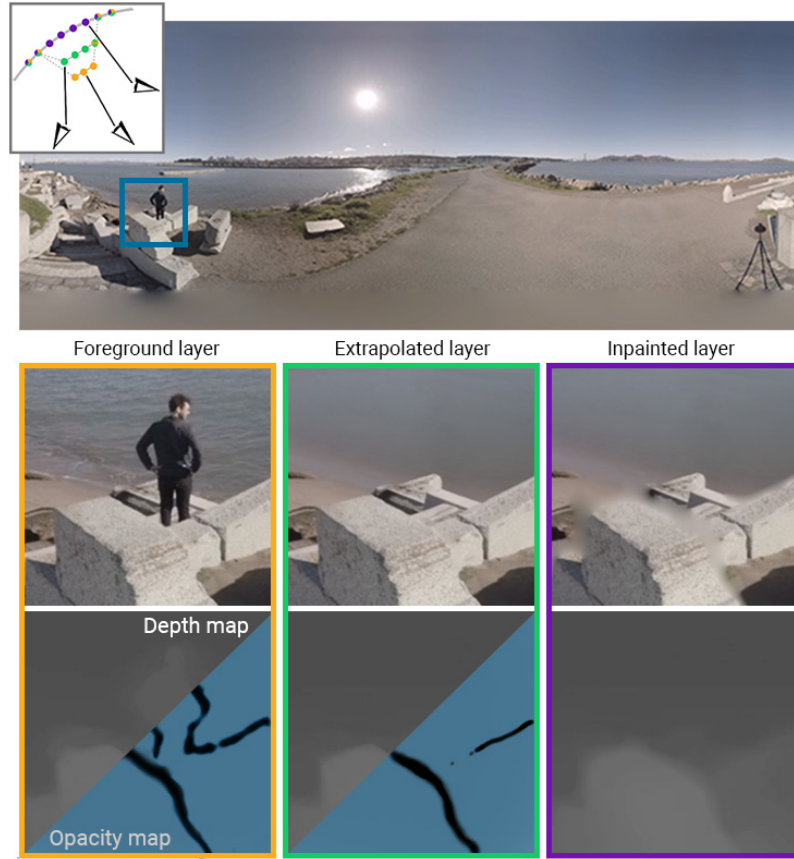 Foreground layer
Extrapolated layer
Inpainted layer
Depth map
Opacity map